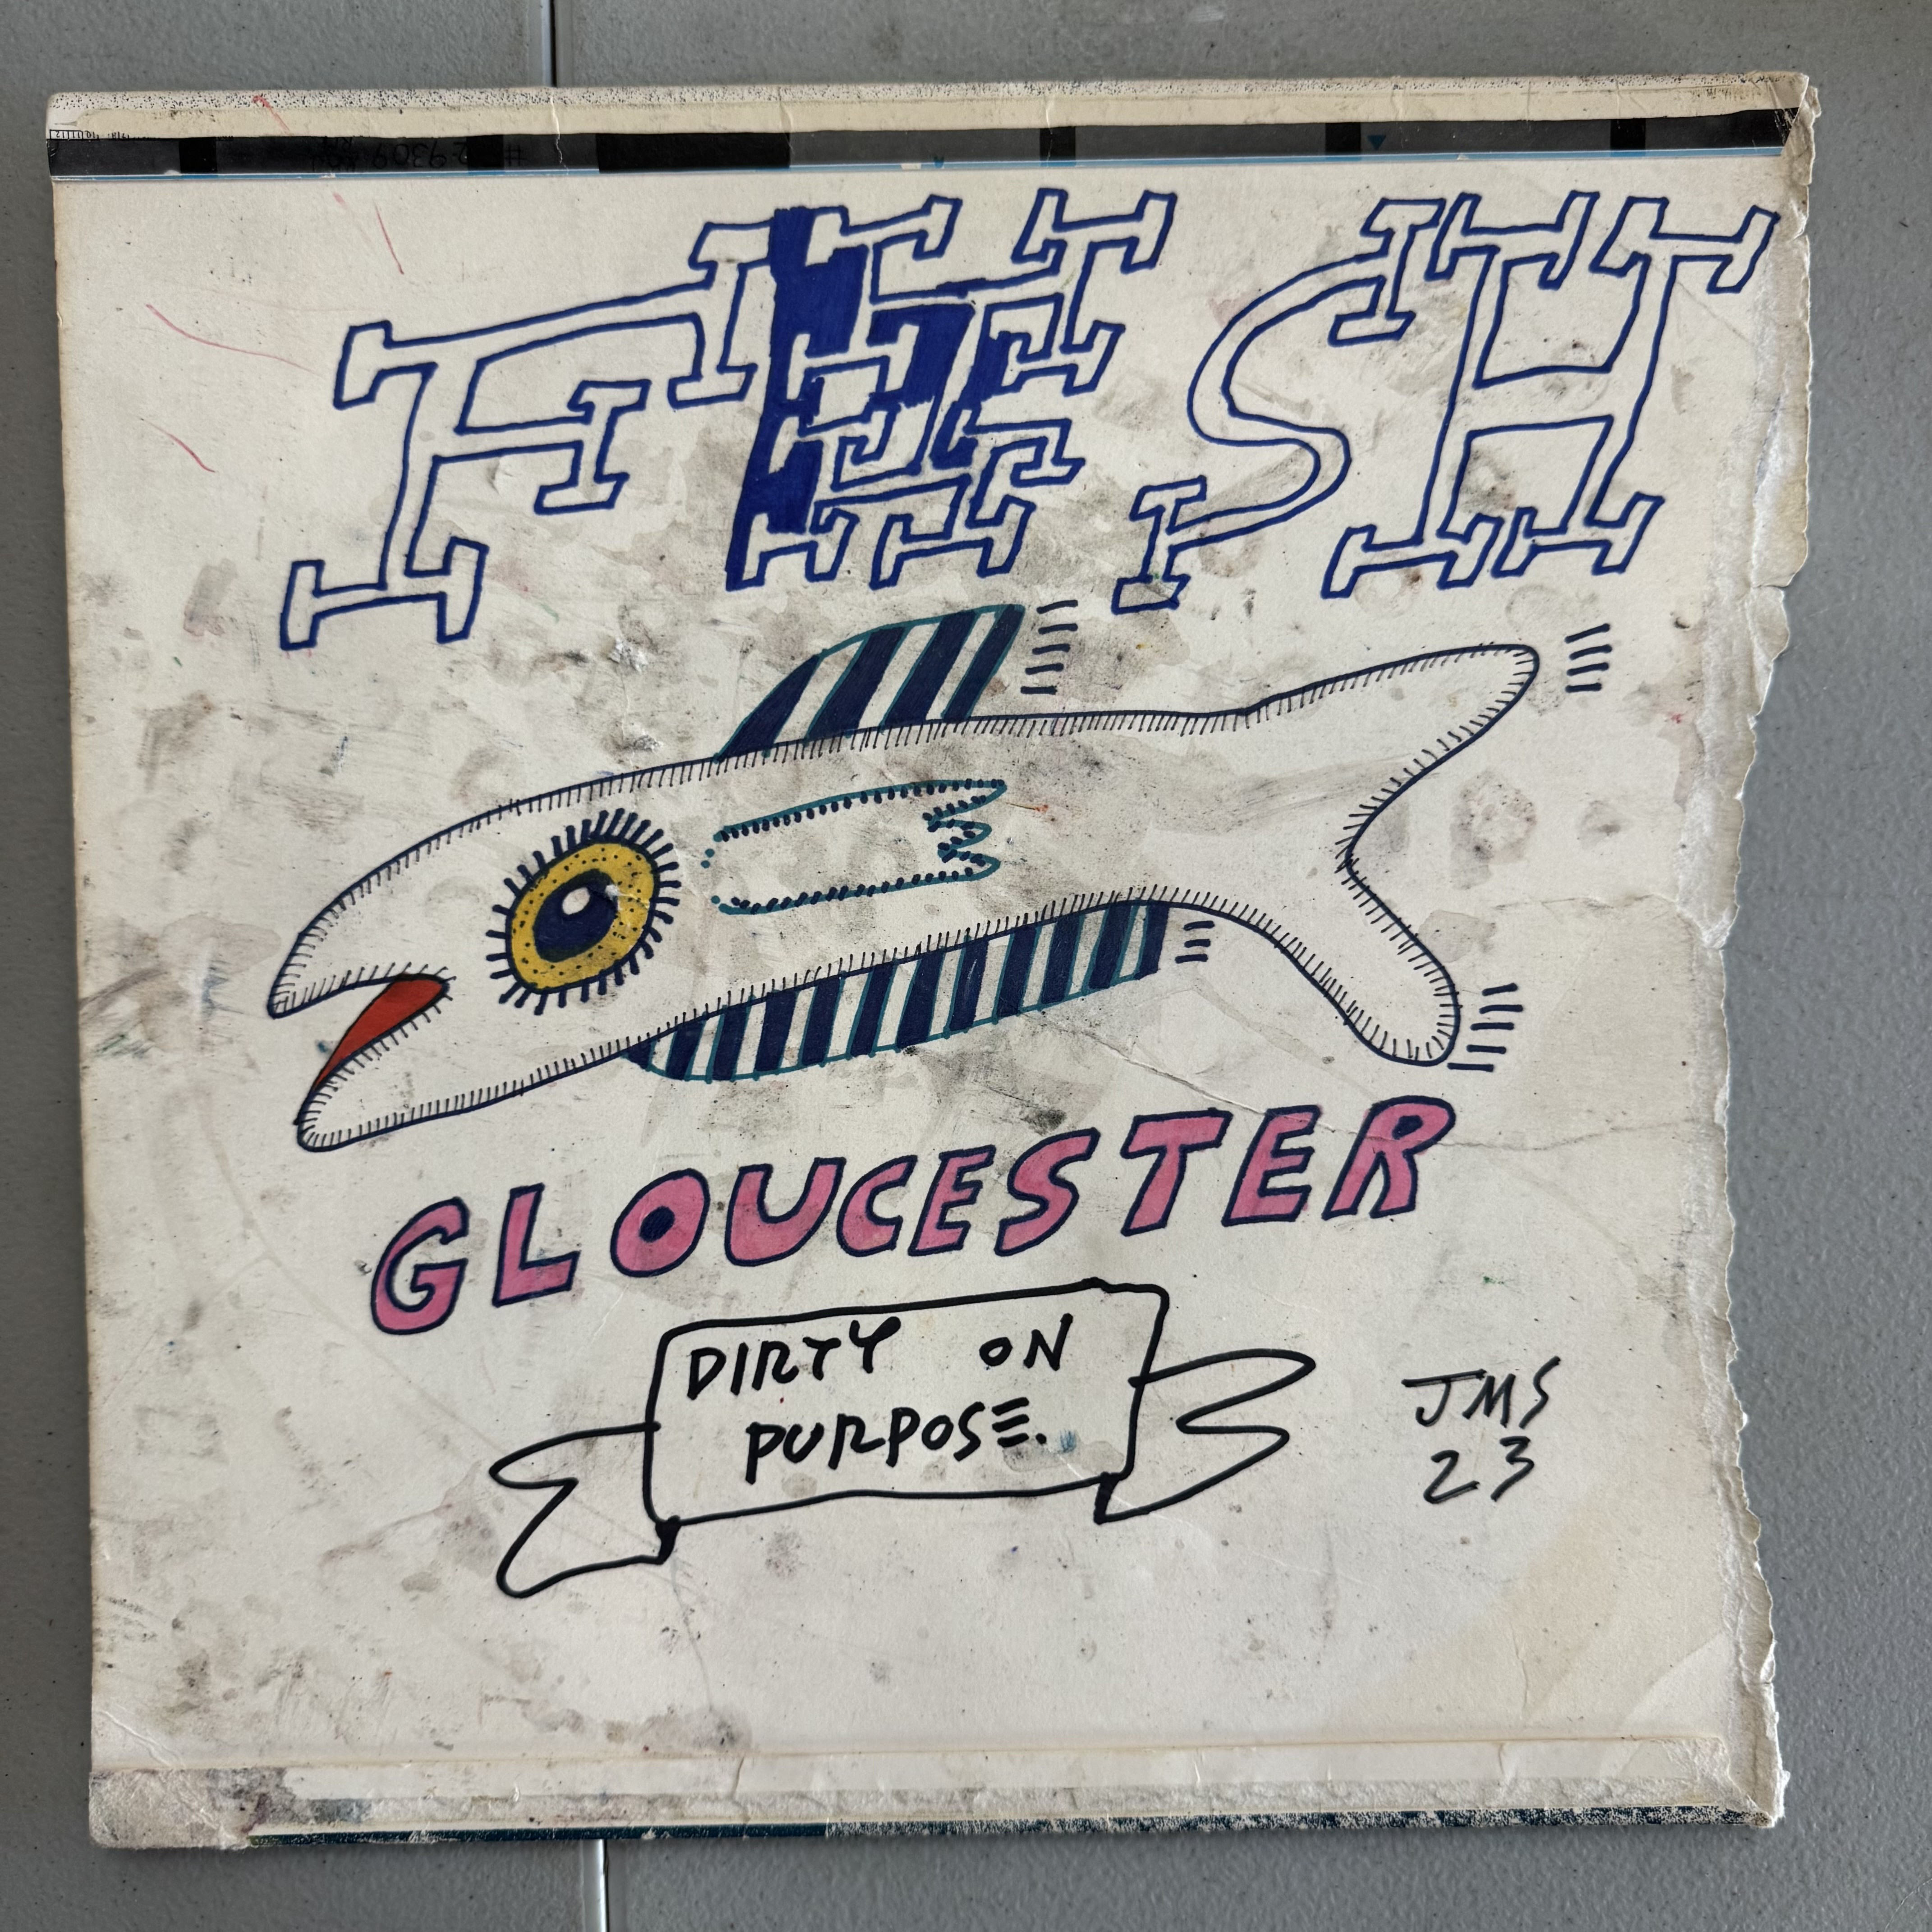 FISH
GLOUCESTER
DIRTY ON
PURPOSE.
JMS
23